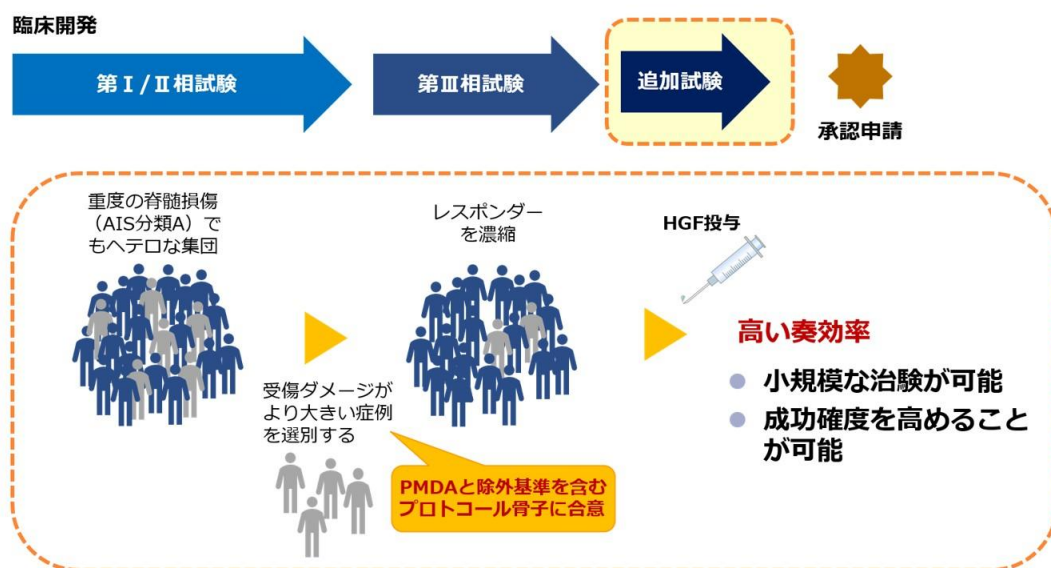 臨床開発
第Ⅰ/Ⅱ相試験
第Ⅲ相試験
追加試験
承認申請
重度の脊髄損傷
（AIS分類A）で
もヘテロな集団
レスポンダー
を濃縮
HGF投与
受傷ダメージが
より大きい症例
を選別する
PMDAと除外基準を含む
プロトコール骨子に合意
高い奏効率
小規模な治験が可能
成功確度を高めること
が可能